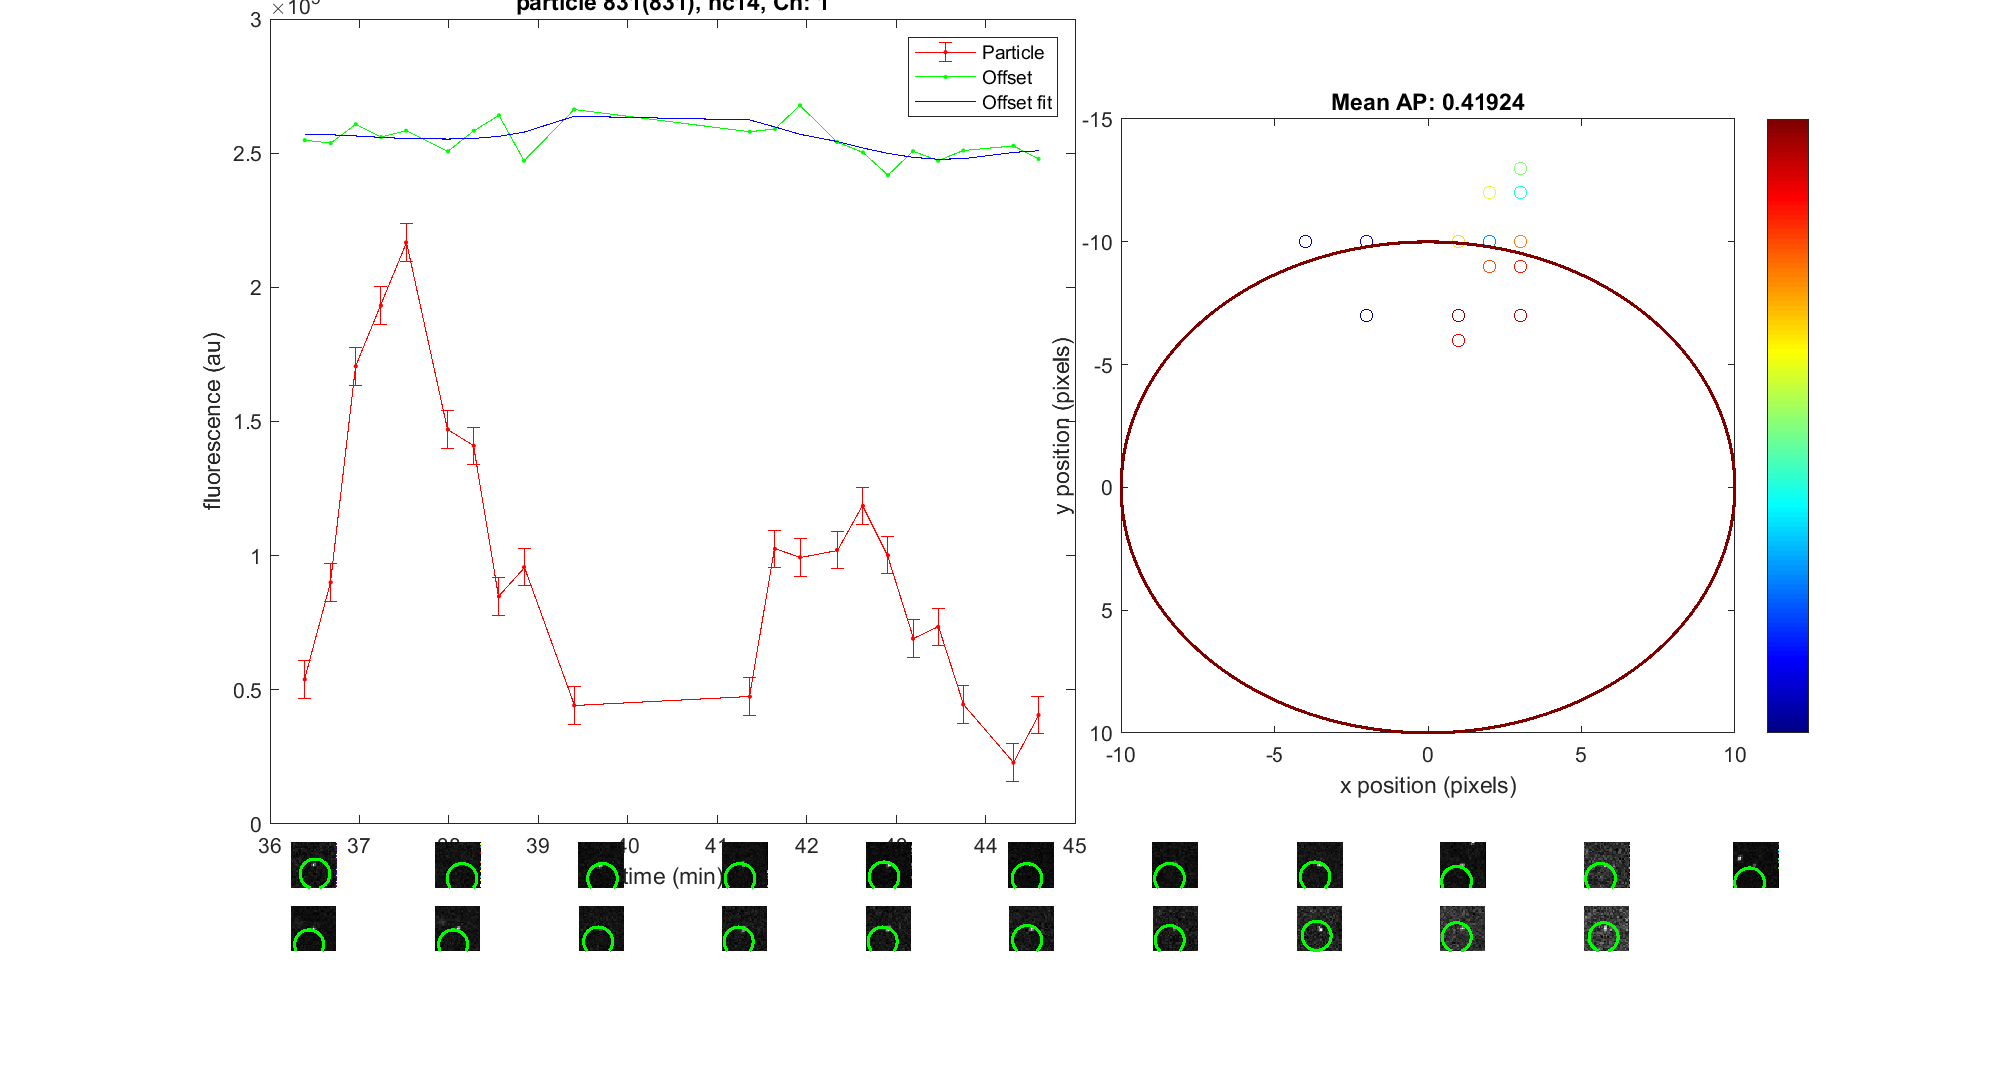 particle 831(831), nc14, Ch: 1
3
2.5
2
1.5
1
0.5
0
fluorescence (au)
Particle
Offset
Offset fit
36 37 39 40 41 42 44 45
time (min)
Mean AP: 0.41924
-15
-10
-5
0
5
10
y position (pixels)
-10 -5 0 5 10
x position (pixels)